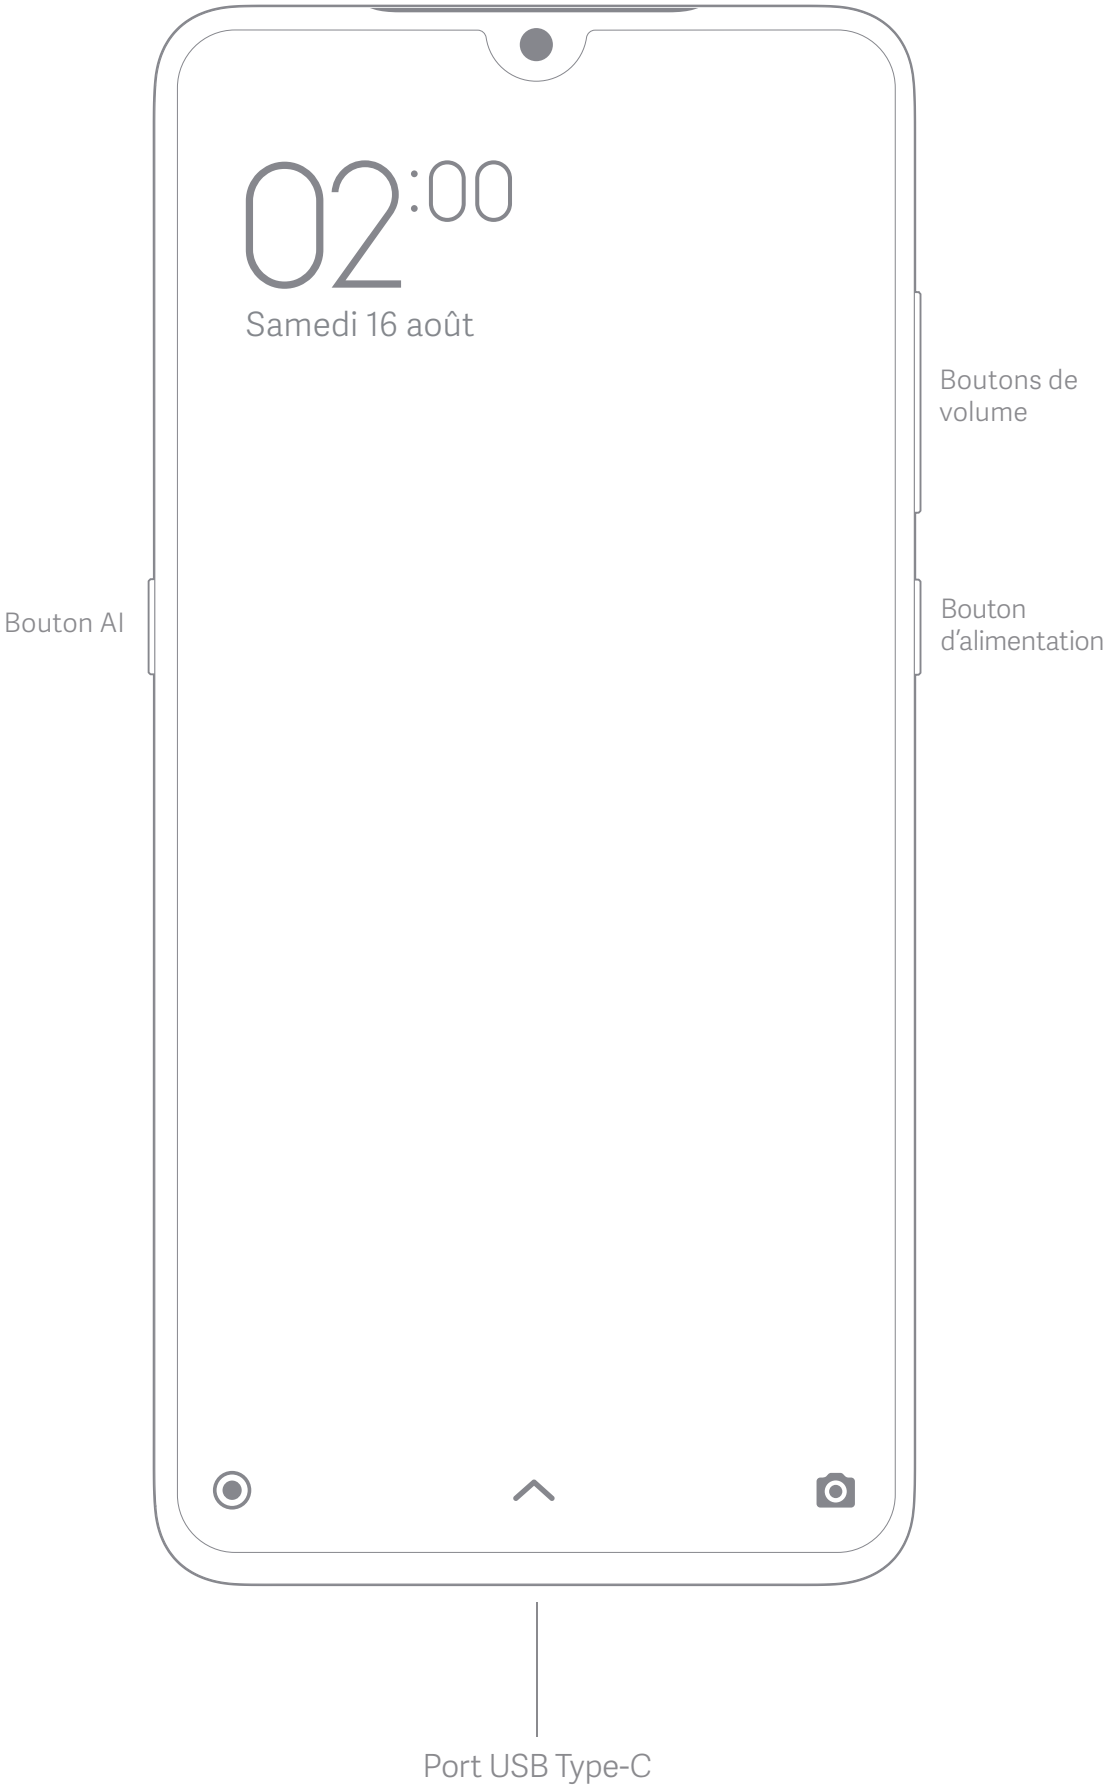 02:00
Samedi 16 août
Boutons de
volume
Bouton AI
Bouton
d’alimentation
Port USB Type-C